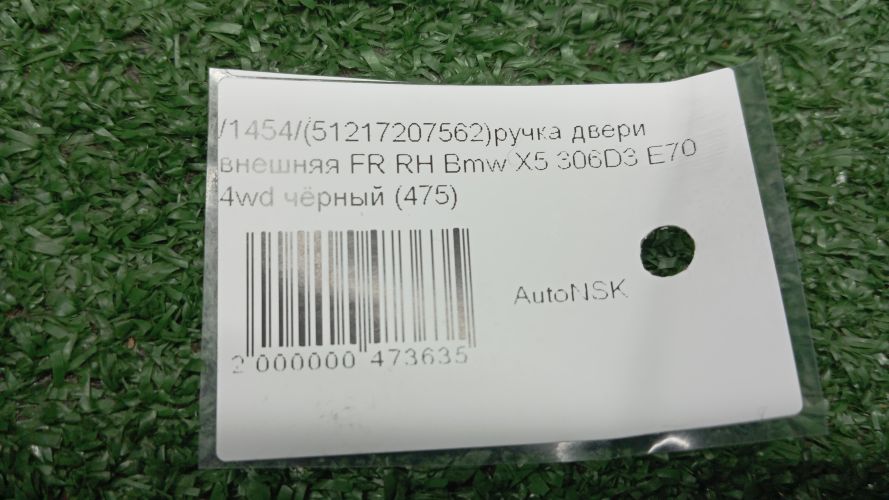 /1454/(51217207562)ручка двери
внешняя FR RH Bmw X5 306D3 E70
4wd чёрный (475)
AutoNSK
2 000000 473635